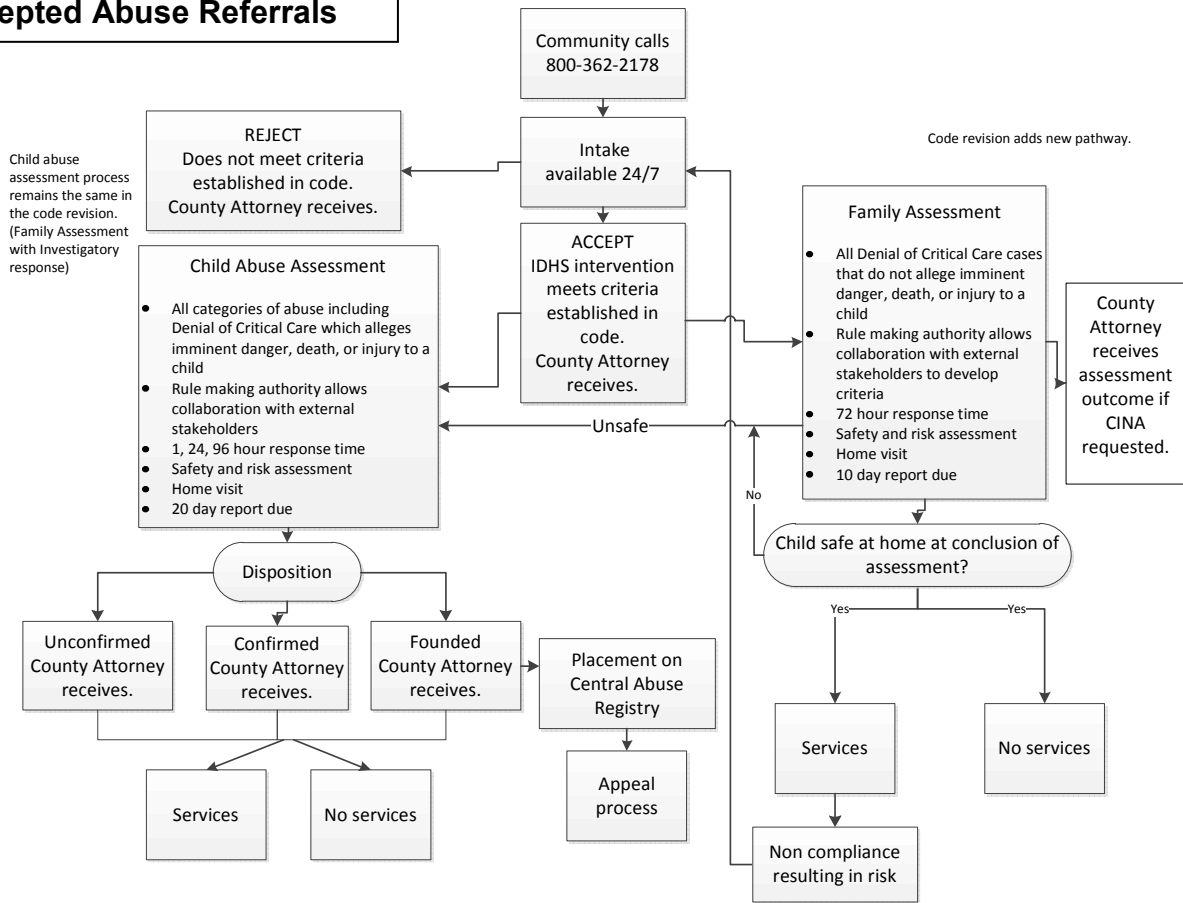 epted Abuse Referrals
Community calls
800-362-2178
REJECT
Does not meet criteria
established in code.
County Attorney receives.
Intake
available 24/7
Code revision adds new pathway.
Child abuse
assessment process
remains the same in
the code revision.
(Family Assessment
with Investigatory
response)
ACCEPT
IDHS intervention
meets criteria
established in
code.
County Attorney
receives.
Family Assessment
• All Denial of Critical Care cases
that do not allege imminent
danger, death, or injury to a
child
• Rule making authority allows
collaboration with external
stakeholders to develop
criteria
• 72 hour response time
• Safety and risk assessment
• Home visit
• 10 day report due
County
Attorney
receives
assessment
outcome if
CINA
requested.
Child Abuse Assessment
• All categories of abuse including
Denial of Critical Care which alleges
imminent danger, death, or injury to a
child
• Rule making authority allows
collaboration with external
stakeholders
• 1, 24, 96 hour response time
• Safety and risk assessment
• Home visit
• 20 day report due
Unsafe
No
Child safe at home at conclusion of
assessment?
Disposition
Yes
Yes
Unconfirmed
County Attorney
receives.
Confirmed
County Attorney
receives.
Founded
County Attorney
receives.
Placement on
Central Abuse
Registry
Services
No services
Appeal
process
Services
No services
Non compliance
resulting in risk